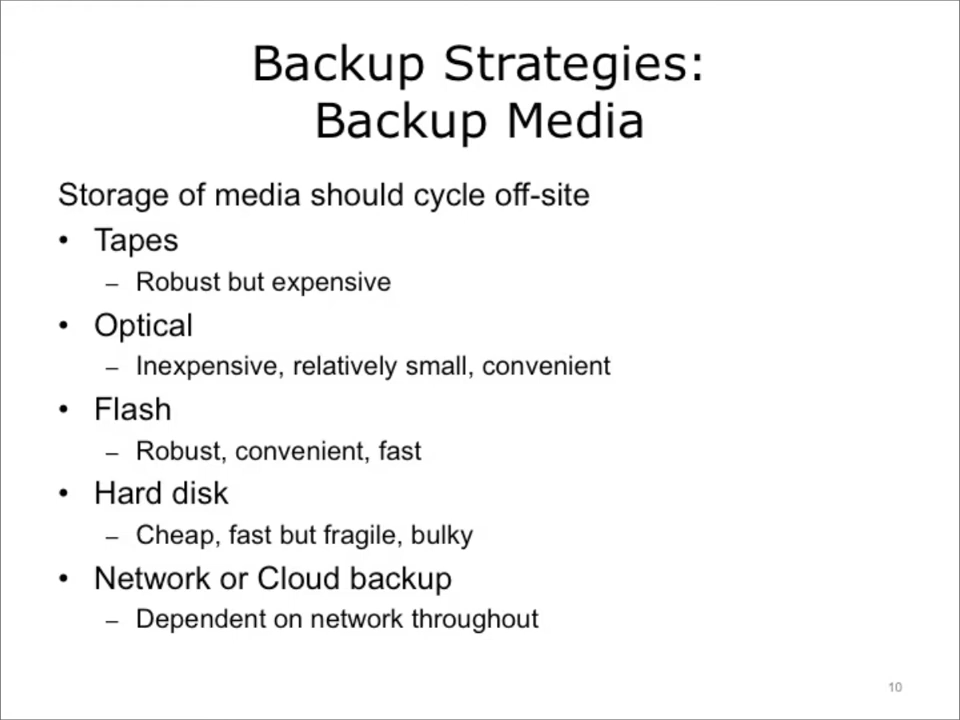 Backup Strategies:
Backup Media
Storage of media should cycle off-site
• Tapes
– Robust but expensive
• Optical
– Inexpensive, relatively small, convenient
• Flash
– Robust, convenient, fast
• Hard disk
– Cheap, fast but fragile, bulky
• Network or Cloud backup
– Dependent on network throughout
10